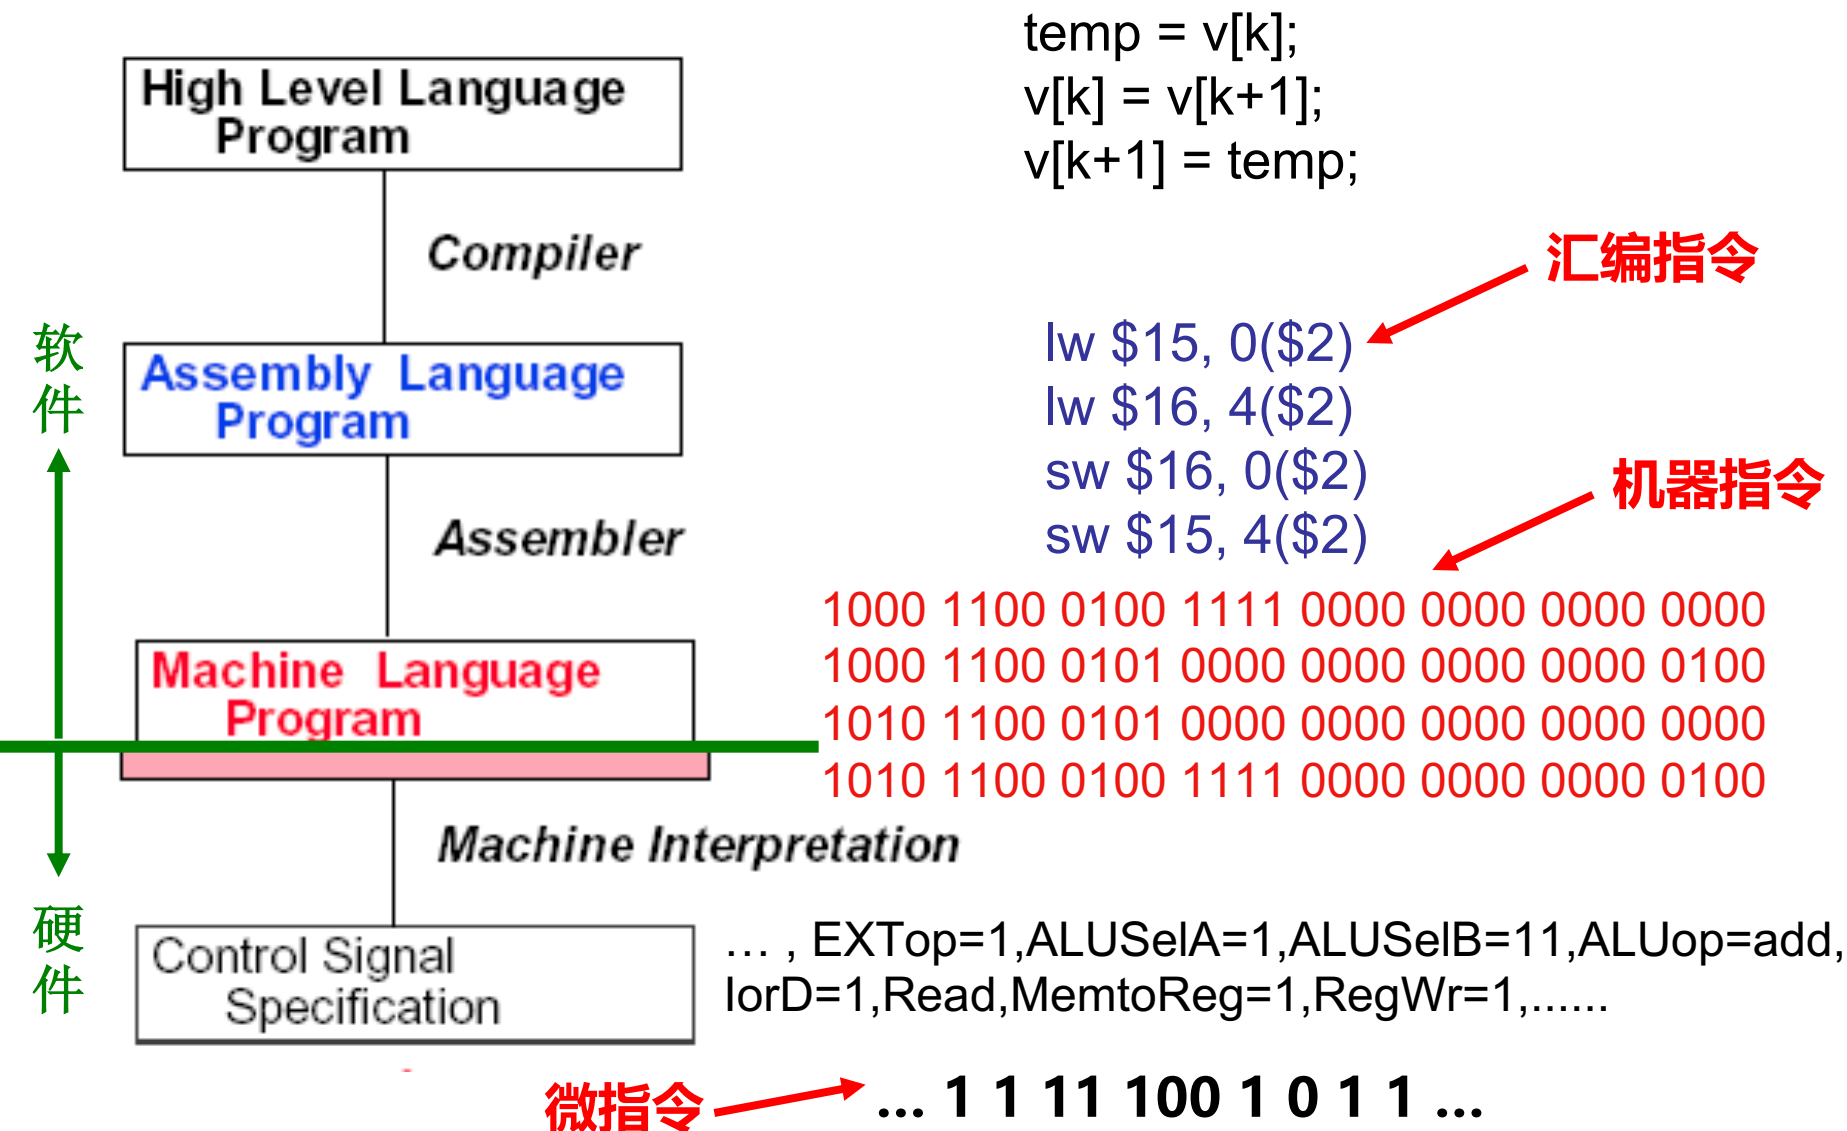 High Level Language
Program
temp = v[k];
v[k] = v[k+1];
v[k+1] = temp;
Compiler
汇编指令
软件
Assembly Language
Program
lw $15, 0($2)
lw $16, 4($2)
sw $16, 0($2)
sw $15, 4($2)
Assembler
机器指令
1000 1100 0100 1111 0000 0000 0000 0000
1000 1100 0101 0000 0000 0000 0000 0100
1010 1100 0101 0000 0000 0000 0000 0000
1010 1100 0100 1111 0000 0000 0000 0100
Machine Language
Program
Machine Interpretation
硬件
Control Signal
Specification
… , EXTop=1,ALUSelA=1,ALUSelB=11,ALUop=add,
IorD=1,Read,MemtoReg=1,RegWr=1,......
微指令
... 1 1 11 100 1 0 1 1 ...